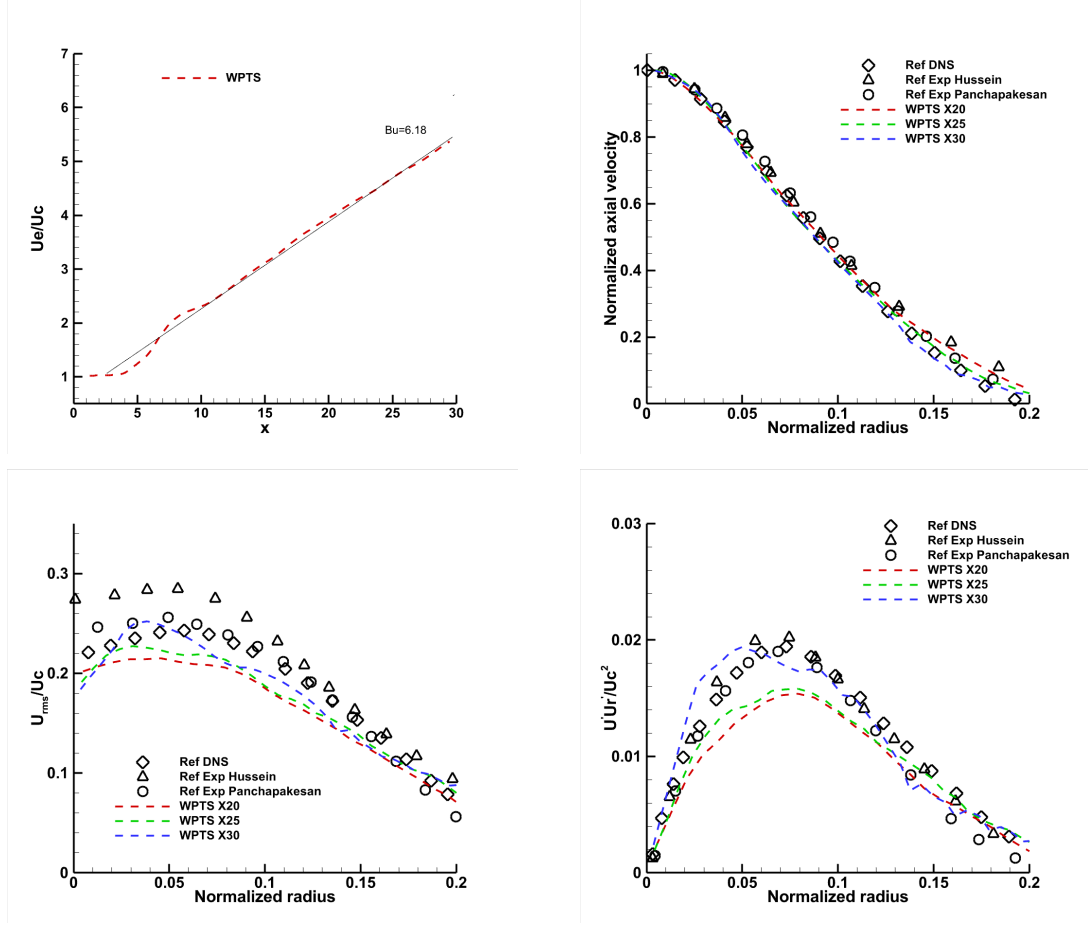 7
6
5
4
3
2
1
0
5
10
15
20
25
30
Ue/Uc
x
WPTS
Bu=6.18
1
0.8
0.6
0.4
0.2
0
0
0.05
0.1
0.15
0.2
Normalized axial velocity
Normalized radius
Ref DNS
Ref Exp Hussein
Ref Exp Panchapakesan
WPTS X20
WPTS X25
WPTS X30
0.3
0.2
0.1
0
0
0.05
0.1
0.15
0.2
Urms/Uc
Normalized radius
Ref DNS
Ref Exp Hussein
Ref Exp Panchapakesan
WPTS X20
WPTS X25
WPTS X30
0.03
0.02
0.01
0
0
0.05
0.1
0.15
0.2
U'Ur'/Uc²
Normalized radius
Ref DNS
Ref Exp Hussein
Ref Exp Panchapakesan
WPTS X20
WPTS X25
WPTS X30